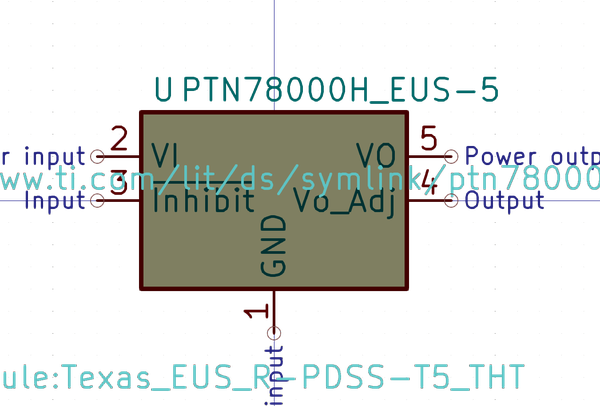 U PTN78000H_EUS-5
2 5
r input VI VO Power outp
ww.ti.com/lit/ds/symlink/ptn78000
3 4
Input Inhibit Vo_Adj Output
GND
1
input
ule:Texas_EUS_R-PDSS-T5_THT